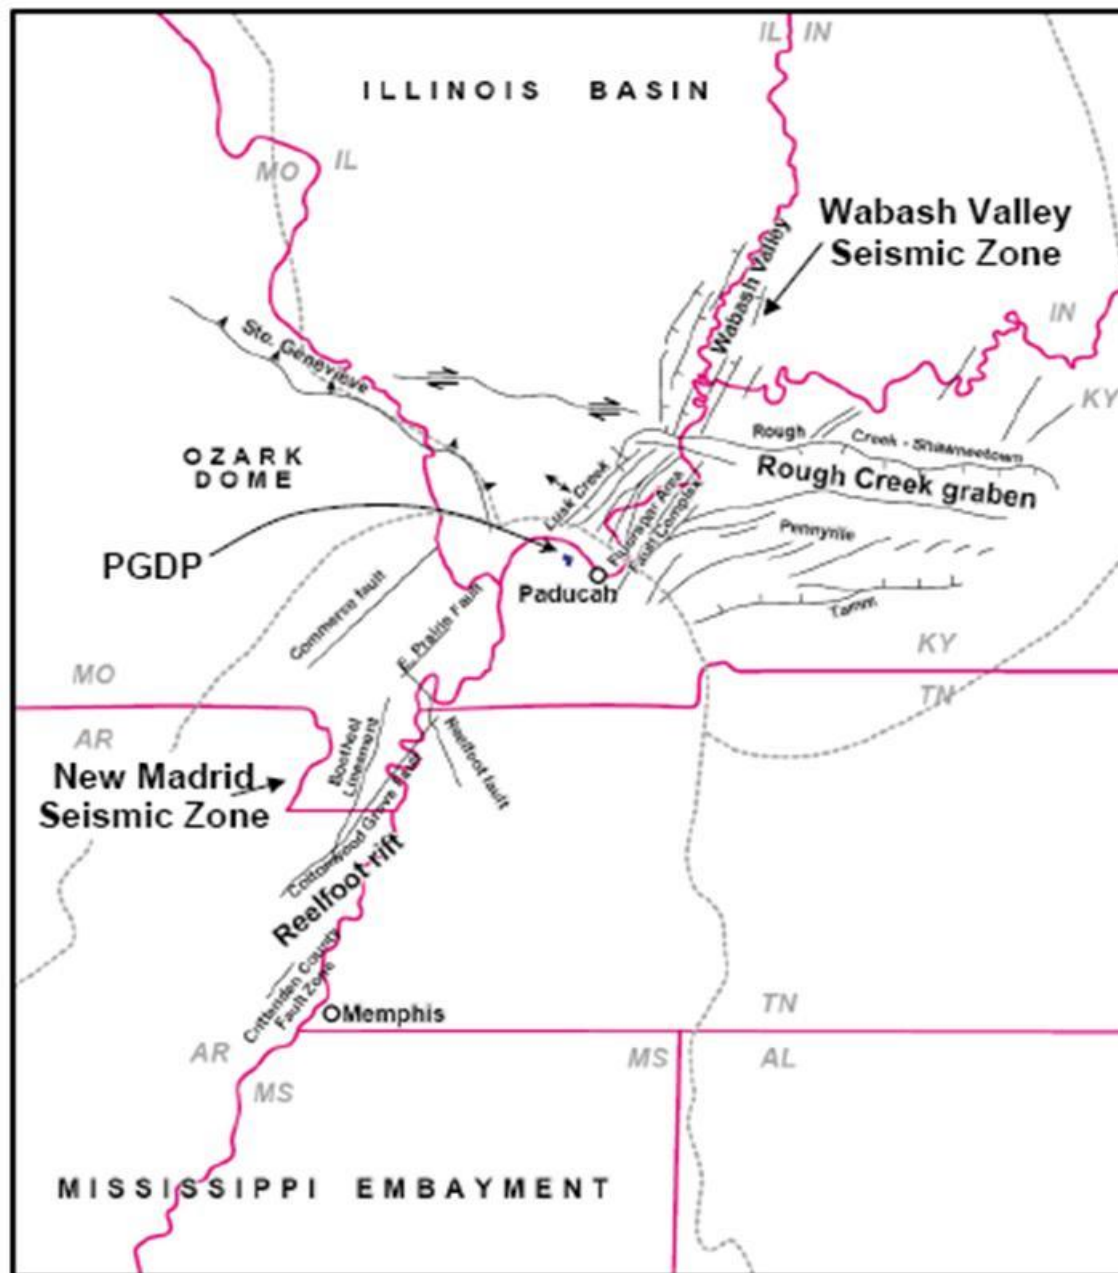 IL IN
ILLINOIS BASIN
MO IL
Wabash Valley
Seismic Zone
Wabash Valley
IN
Ste. Genevieve
KY
Rough Creek - Shawneetown
OZARK
DOME
Rough Creek graben
Lusk Creek
Fluorspar Area
Fault Complex
Pennyrile
PGDP
Paducah
Commerce fault
E. Prairie Fault
KY
MO
TN
AR
Bootheel
Lineament
Reelfoot fault
New Madrid
Seismic Zone
Cottonwood Grove Fault
Reelfoot rift
Crittenden County
Fault Zone
Memphis
TN
AR
MS
AL
MS
MISSISSIPPI EMBAYMENT